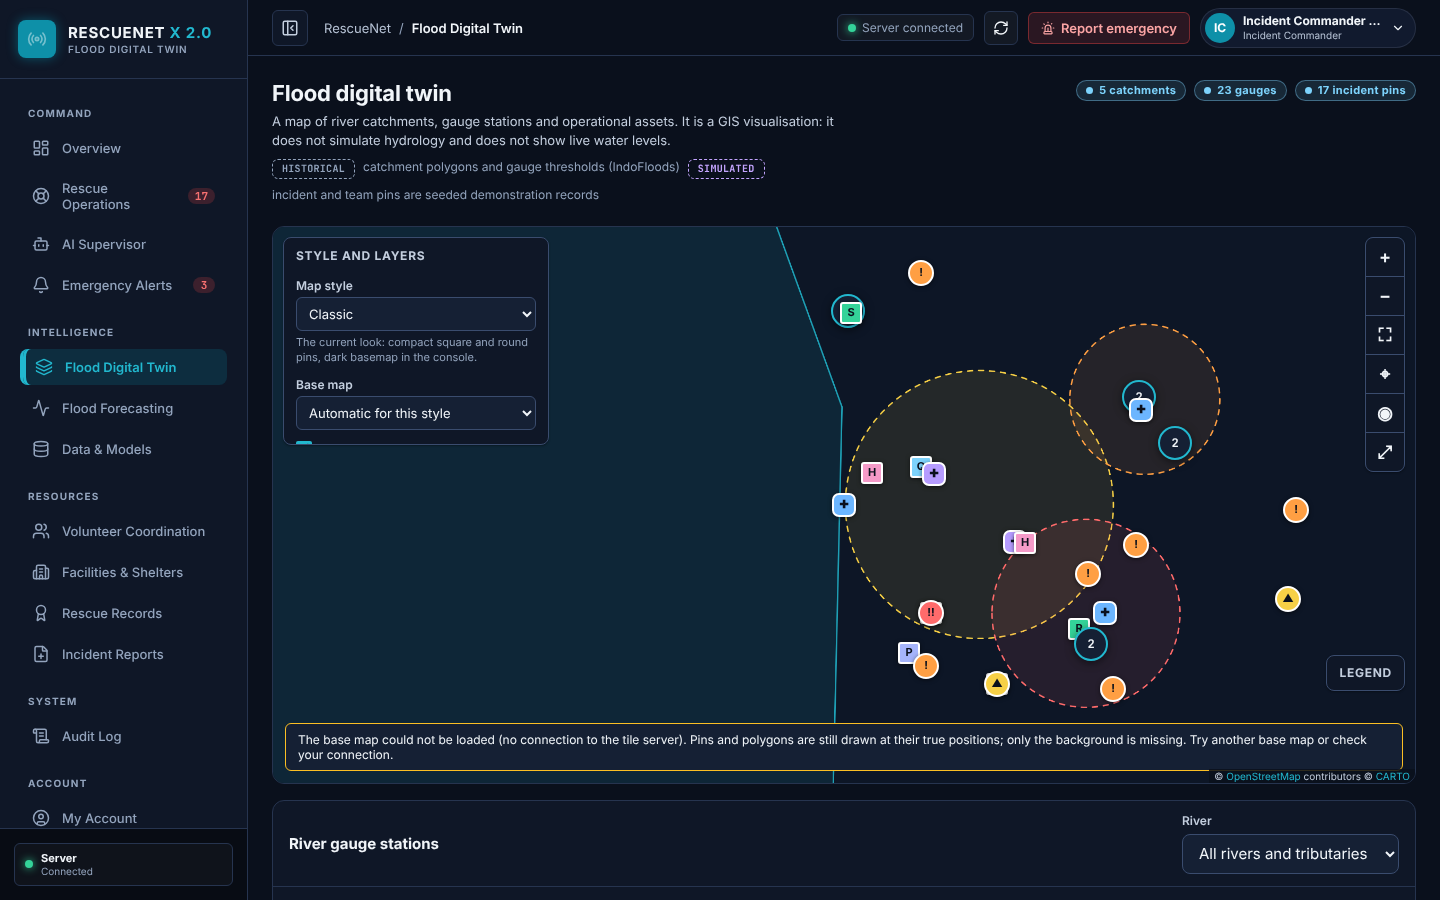 RESCUENET X 2.0
FLOOD DIGITAL TWIN
RescueNet / Flood Digital Twin
Server connected
Report emergency
IC
Incident Commander ...
Incident Commander
COMMAND
Overview
Rescue
Operations
17
AI Supervisor
Emergency Alerts
3
INTELLIGENCE
Flood Digital Twin
Flood Forecasting
Data & Models
RESOURCES
Volunteer Coordination
Facilities & Shelters
Rescue Records
Incident Reports
SYSTEM
Audit Log
ACCOUNT
My Account
Server
Connected
Flood digital twin
5 catchments
23 gauges
17 incident pins
A map of river catchments, gauge stations and operational assets. It is a GIS visualisation: it
does not simulate hydrology and does not show live water levels.
HISTORICAL catchment polygons and gauge thresholds (IndoFloods) SIMULATED
incident and team pins are seeded demonstration records
STYLE AND LAYERS
Map style
Classic
The current look: compact square and round
pins, dark basemap in the console.
Base map
Automatic for this style
!
S
2
2
H
H
!
!
!
!!
R
2
P
!
!
+
−
LEGEND
The base map could not be loaded (no connection to the tile server). Pins and polygons are still drawn at their true positions; only the background is missing. Try another base map or check
your connection.
© OpenStreetMap contributors © CARTO
River gauge stations
River
All rivers and tributaries